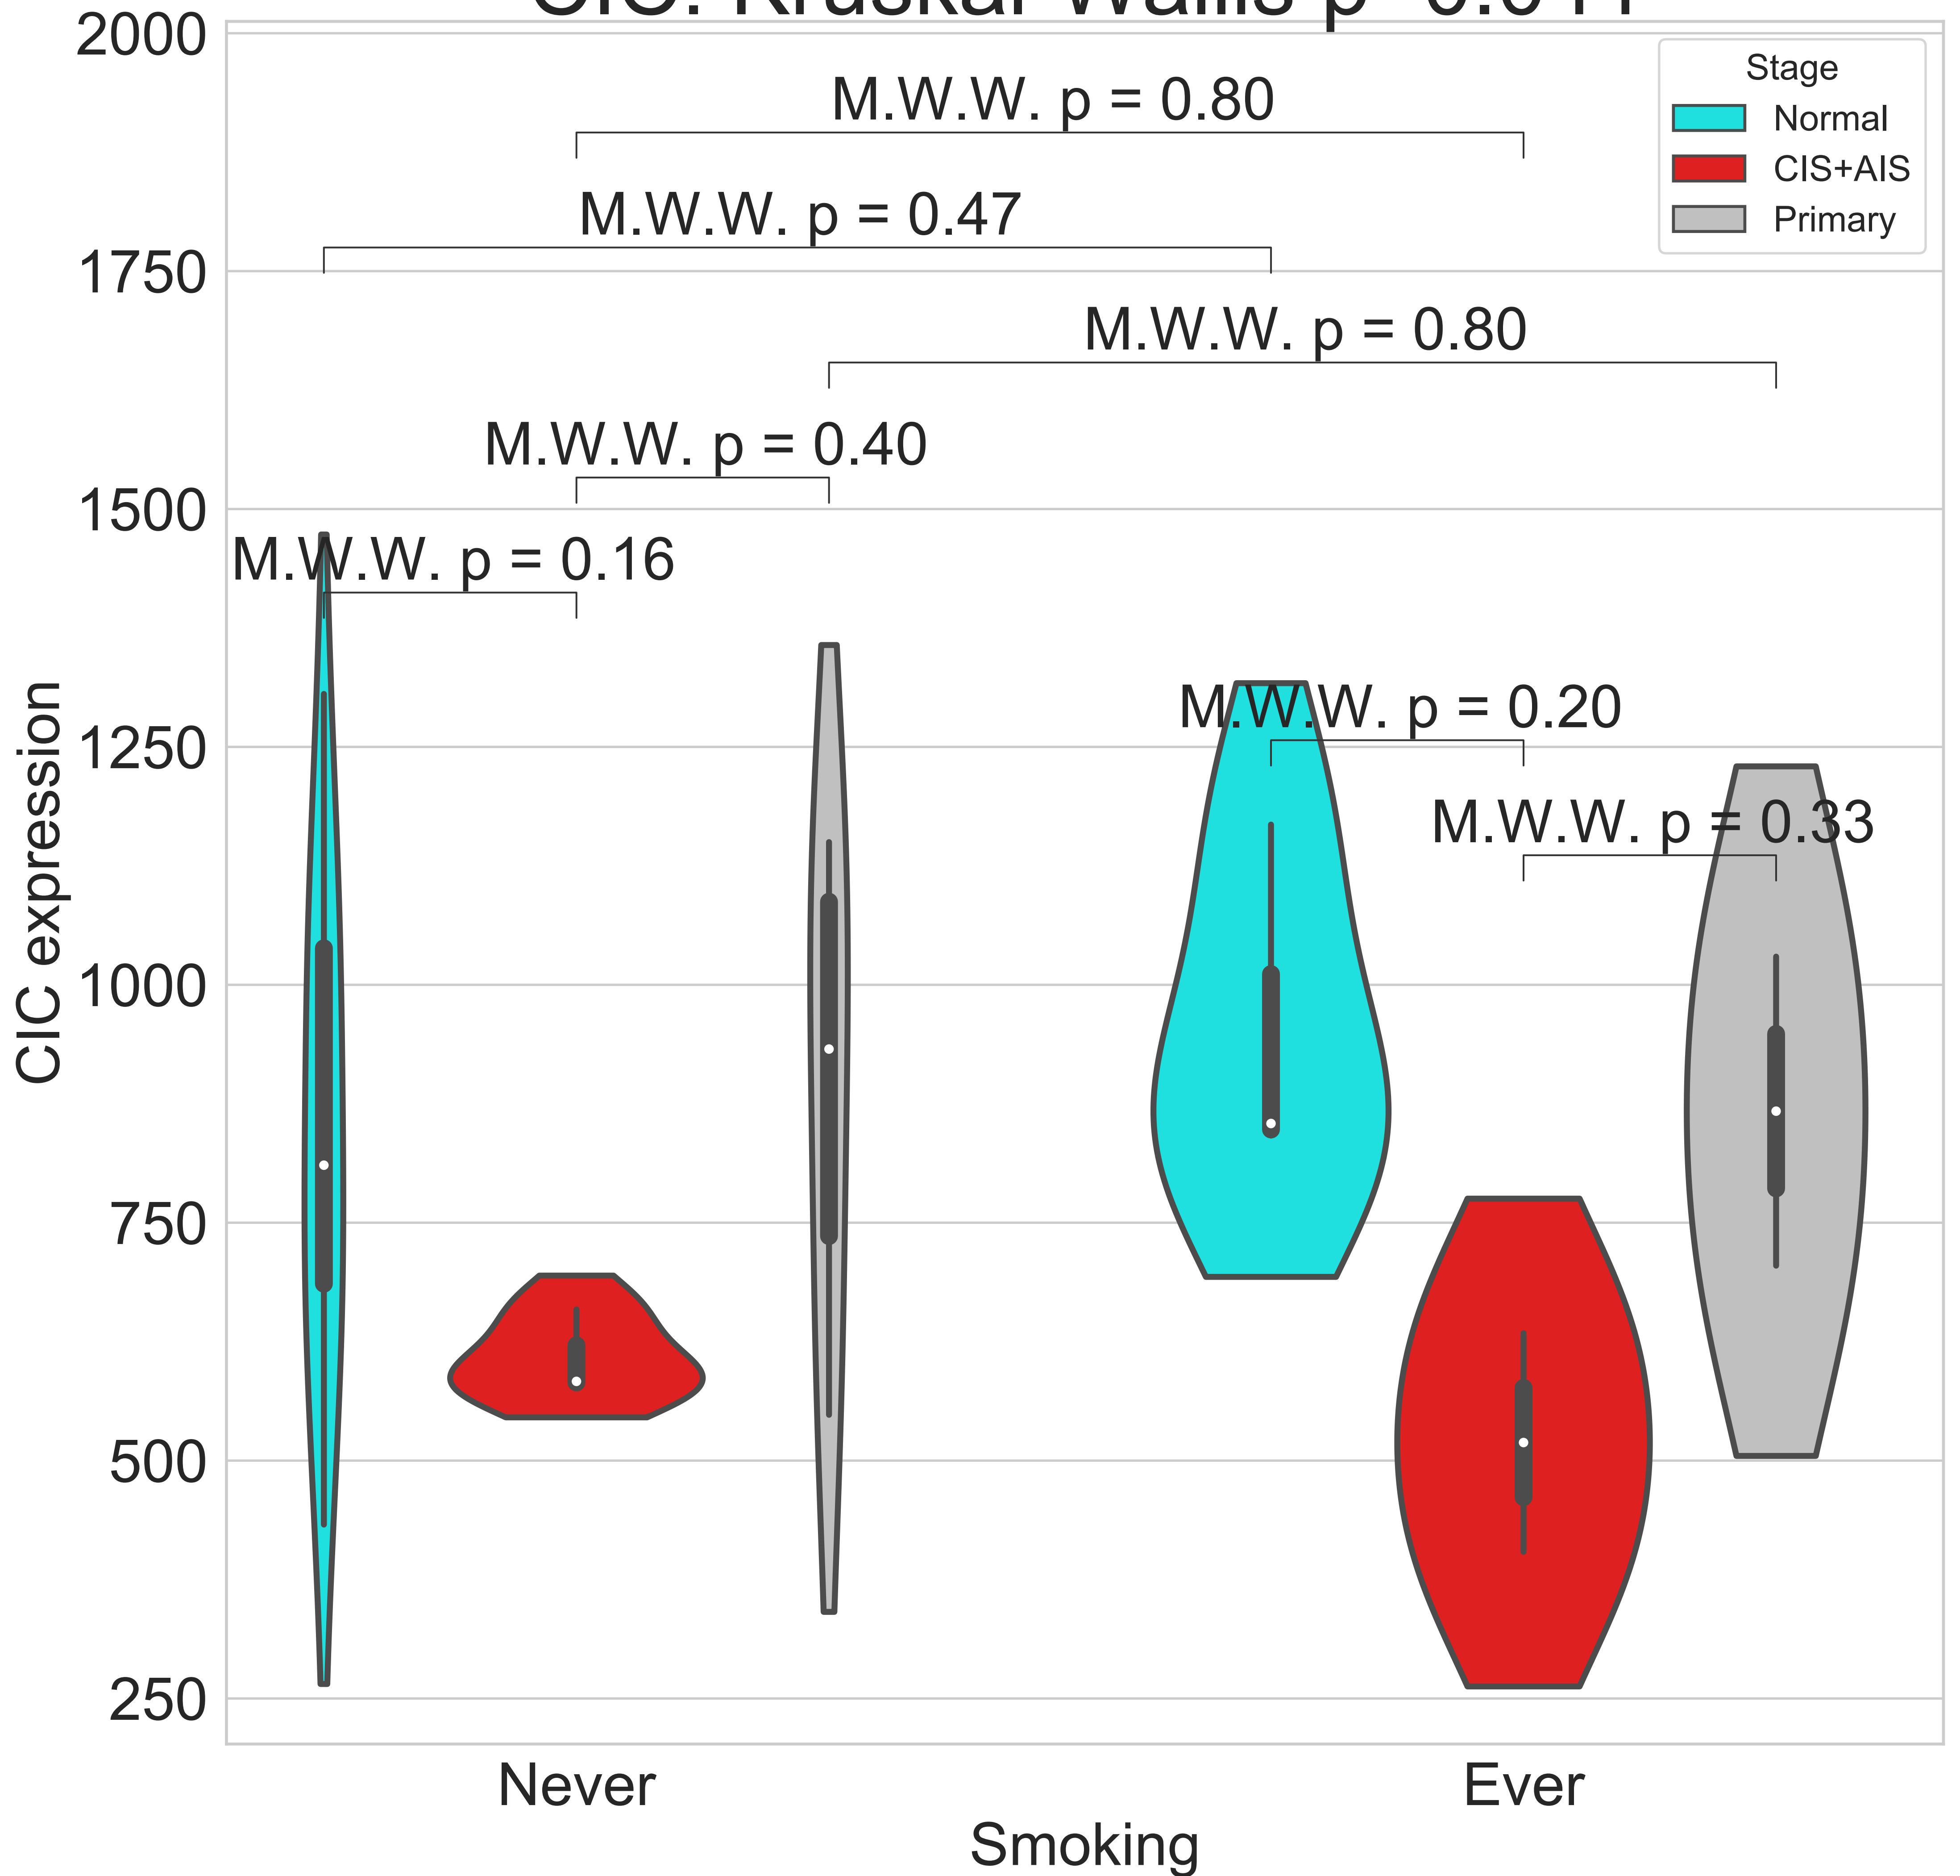 2000
1750
1500
1250
1000
750
500
250
CIC expression
M.W.W. p = 0.80
M.W.W. p = 0.47
M.W.W. p = 0.80
M.W.W. p = 0.40
M.W.W. p = 0.16
M.W.W. p = 0.20
M.W.W. p = 0.33
Stage
Normal
CIS+AIS
Primary
Never
Ever
Smoking